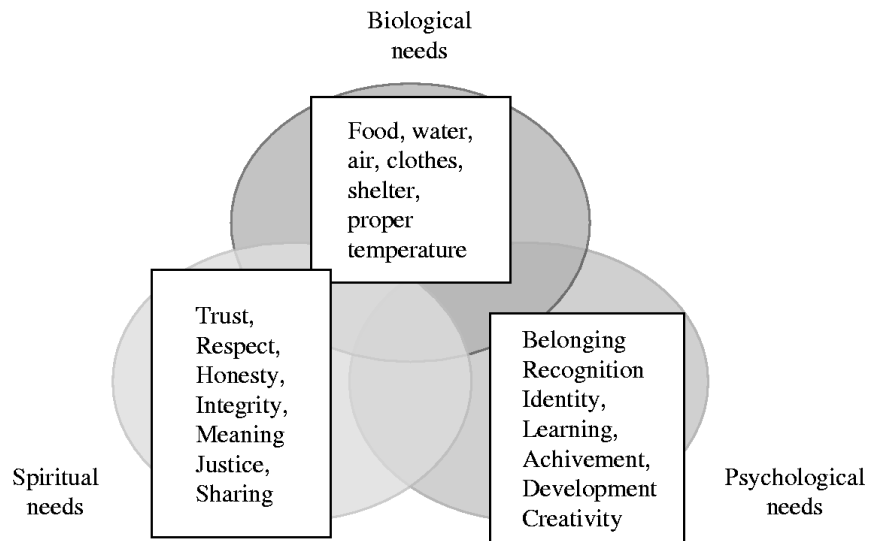 Biological
needs
Food, water,
air, clothes,
shelter,
proper
temperature
Trust,
Respect,
Honesty,
Integrity,
Meaning
Justice,
Sharing
Belonging
Recognition
Identity,
Learning,
Achivement,
Development
Creativity
Spiritual
needs
Psychological
needs